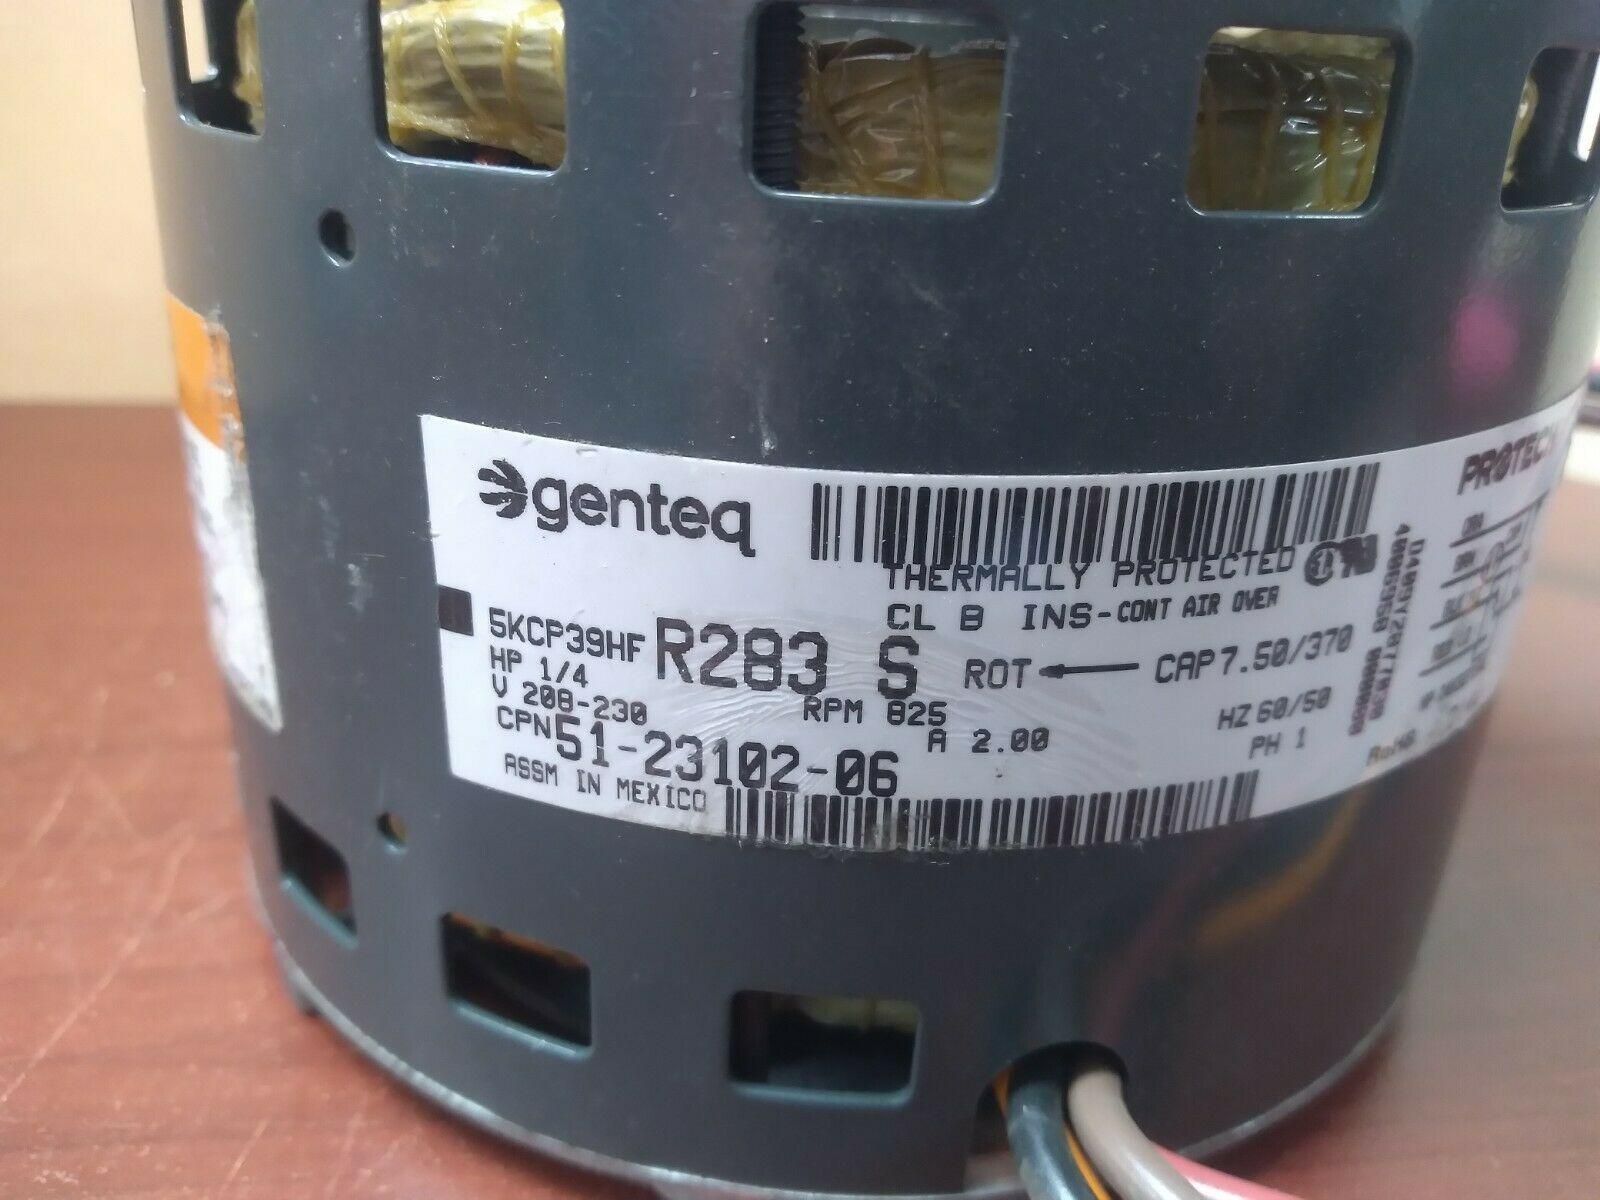 genteq
THERMALLY PROTECTED
CL B INS-CONT AIR OVER
5KCP39HF R283 S ROT CAP 7.50/370
HP 1/4
V 208-230 RPM 825 HZ 60/50
CPN 51-23102-06 A 2.00 PH 1
ASSM IN MEXICO
RoHS